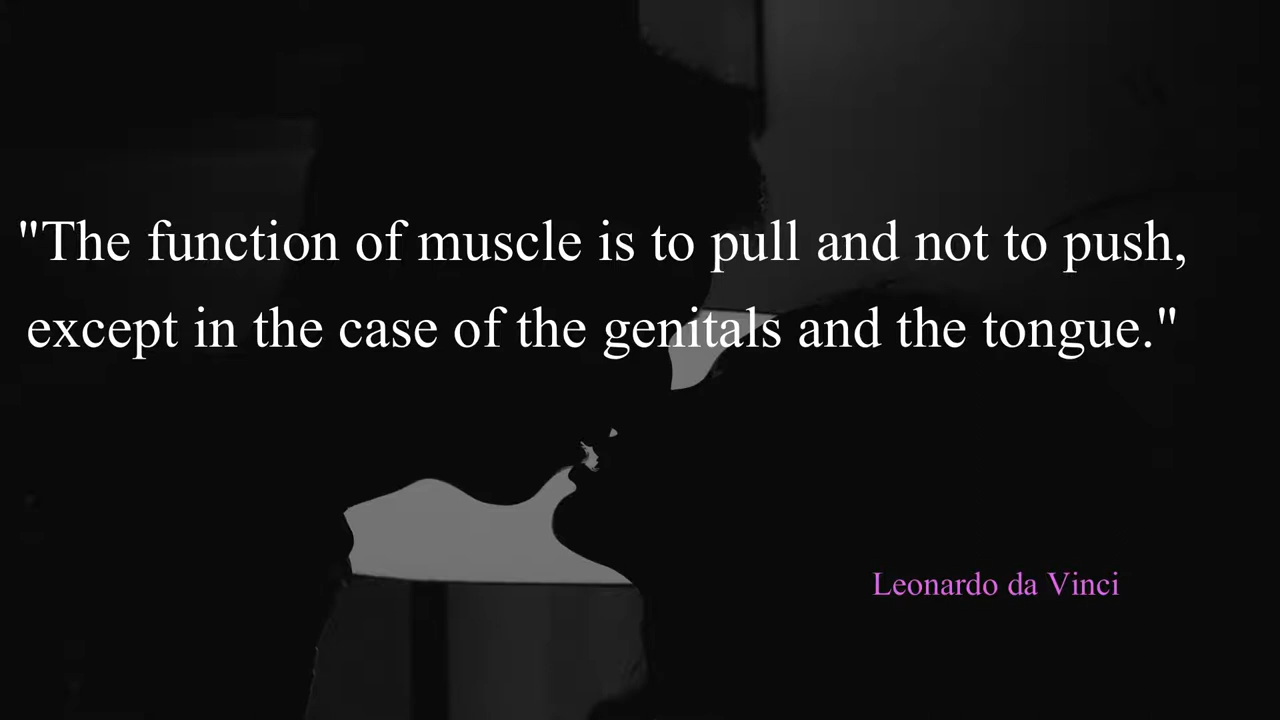 "The function of muscle is to pull and not to push,
except in the case of the genitals and the tongue."
Leonardo da Vinci